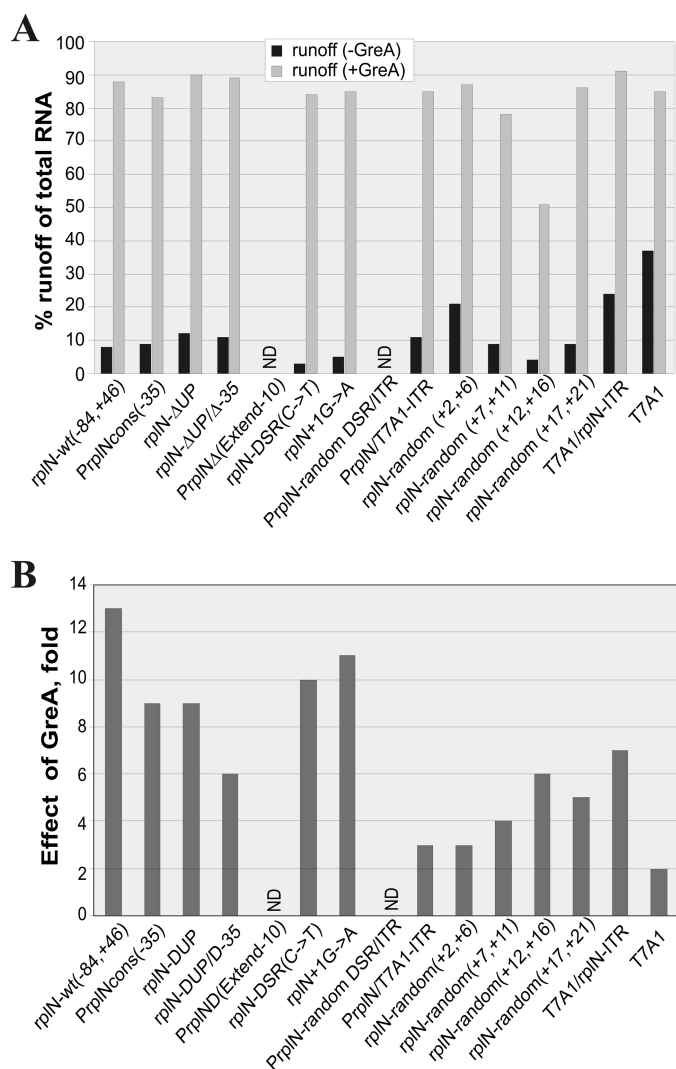 A
% runoff of total RNA
100
90
80
70
60
50
40
30
20
10
0
runoff (-GreA)
runoff (+GreA)
ND
ND
rplN-wt(-84,+46)
PrplNcons(-35)
rplN-ΔUP
rplN-ΔUP/Δ-35
PrplNΔ(Extend-10)
rplN-DSR(C->T)
rplN+1G->A
PrplN-random DSR/ITR
PrplN/T7A1-ITR
rplN-random (+2,+6)
rplN-random (+7,+11)
rplN-random (+12,+16)
rplN-random (+17,+21)
T7A1/rplN-ITR
T7A1
B
Effect of GreA, fold
14
12
10
8
6
4
2
0
ND
ND
rplN-wt(-84,+46)
PrplNcons(-35)
rplN-DUP
rplN-DUP/D-35
PrplND(Extend-10)
rplN-DSR(C->T)
rplN+1G->A
PrplN-random DSR/ITR
PrplN/T7A1-ITR
rplN-random(+2,+6)
rplN-random(+7,+11)
rplN-random(+12,+16)
rplN-random(+17,+21)
T7A1/rplN-ITR
T7A1